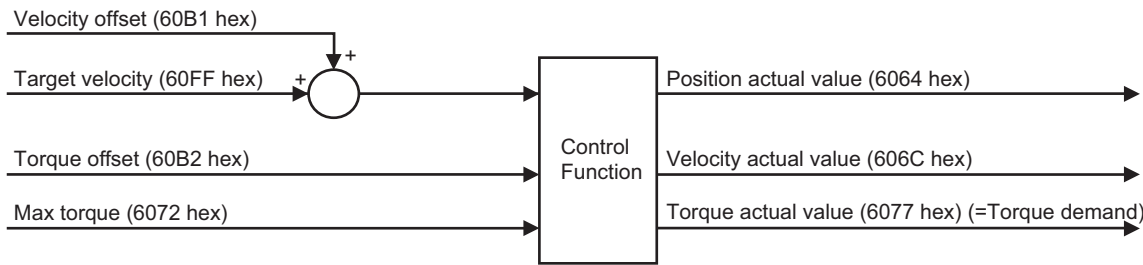 Velocity offset (60B1 hex)
+
Target velocity (60FF hex)
+
Torque offset (60B2 hex)
Max torque (6072 hex)
Control
Function
Position actual value (6064 hex)
Velocity actual value (606C hex)
Torque actual value (6077 hex) (=Torque demand)